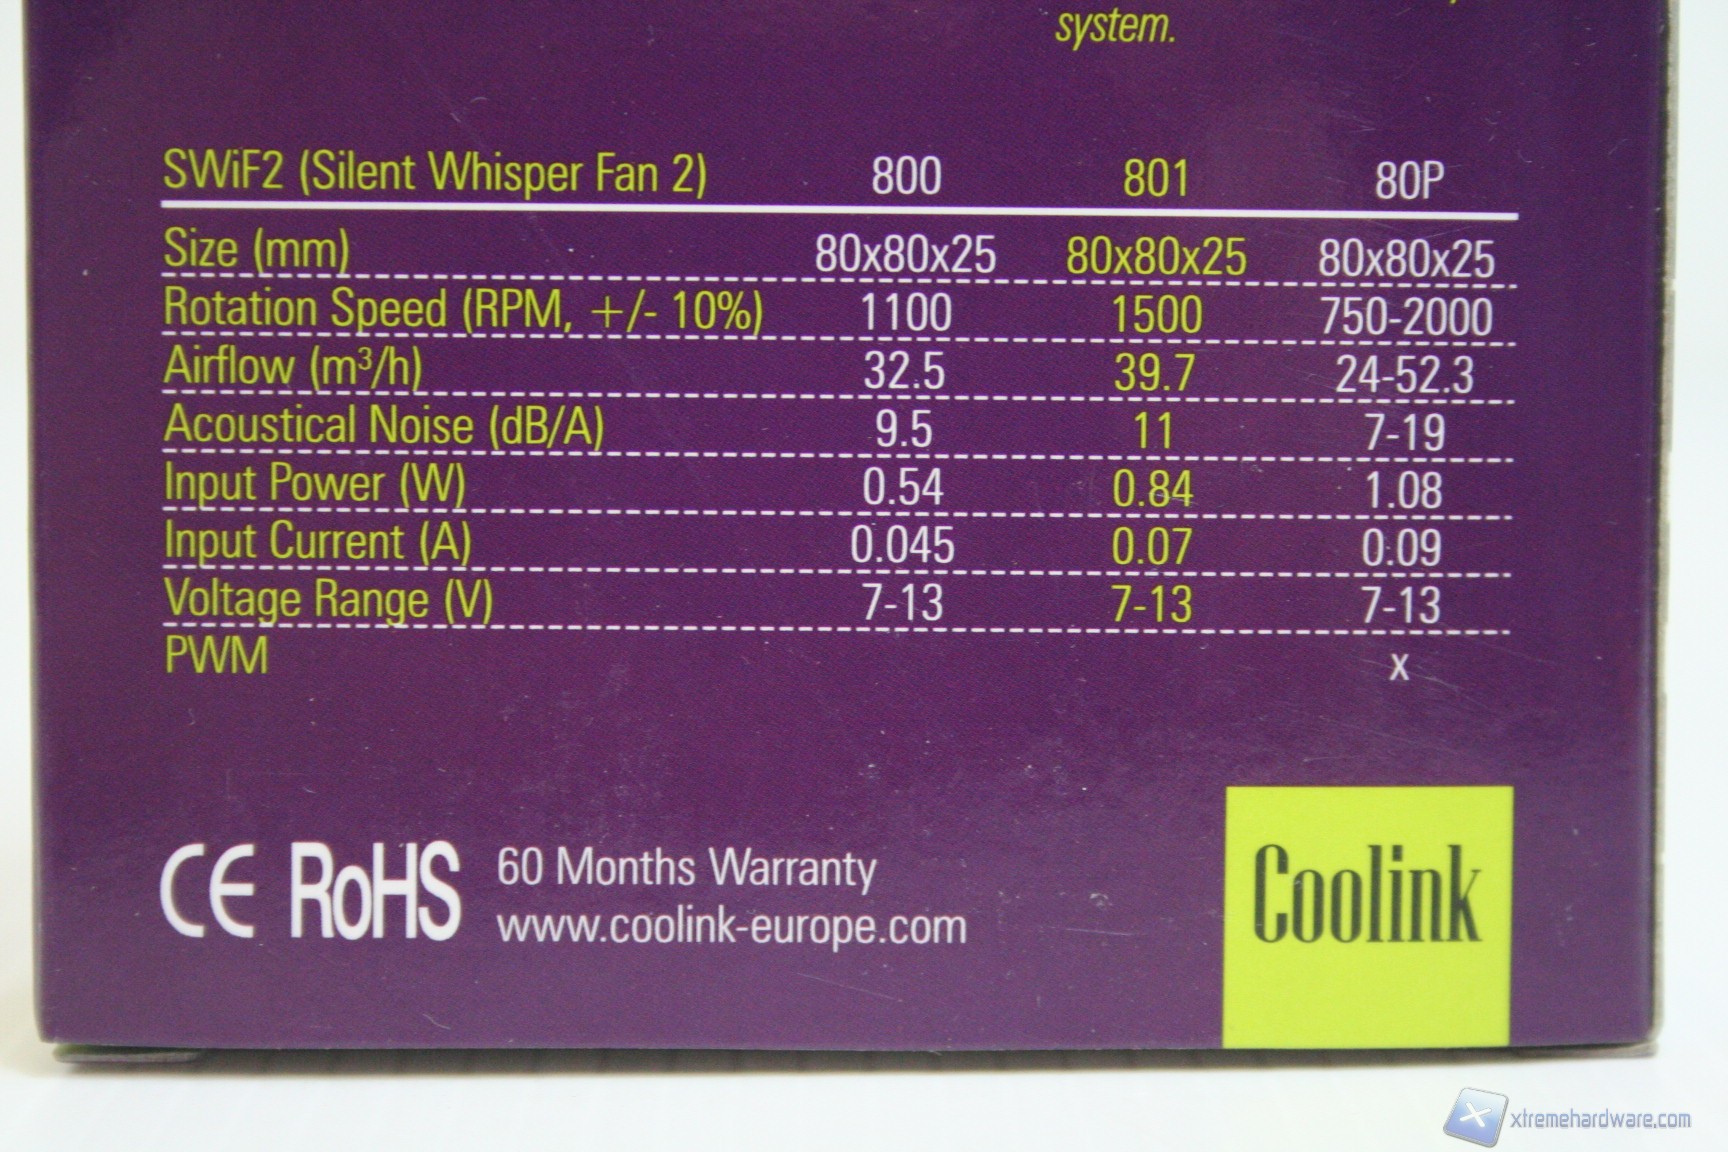 system.
SWiF2 (Silent Whisper Fan 2) 800 801 80P
Size (mm) 80x80x25 80x80x25 80x80x25
Rotation Speed (RPM, +/- 10%) 1100 1500 750-2000
Airflow (m³/h) 32.5 39.7 24-52.3
Acoustical Noise (dB/A) 9.5 11 7-19
Input Power (W) 0.54 0.84 1.08
Input Current (A) 0.045 0.07 0.09
Voltage Range (V) 7-13 7-13 7-13
PWM x
CE RoHS 60 Months Warranty
www.coolink-europe.com
Coolink
xtremehardware.com